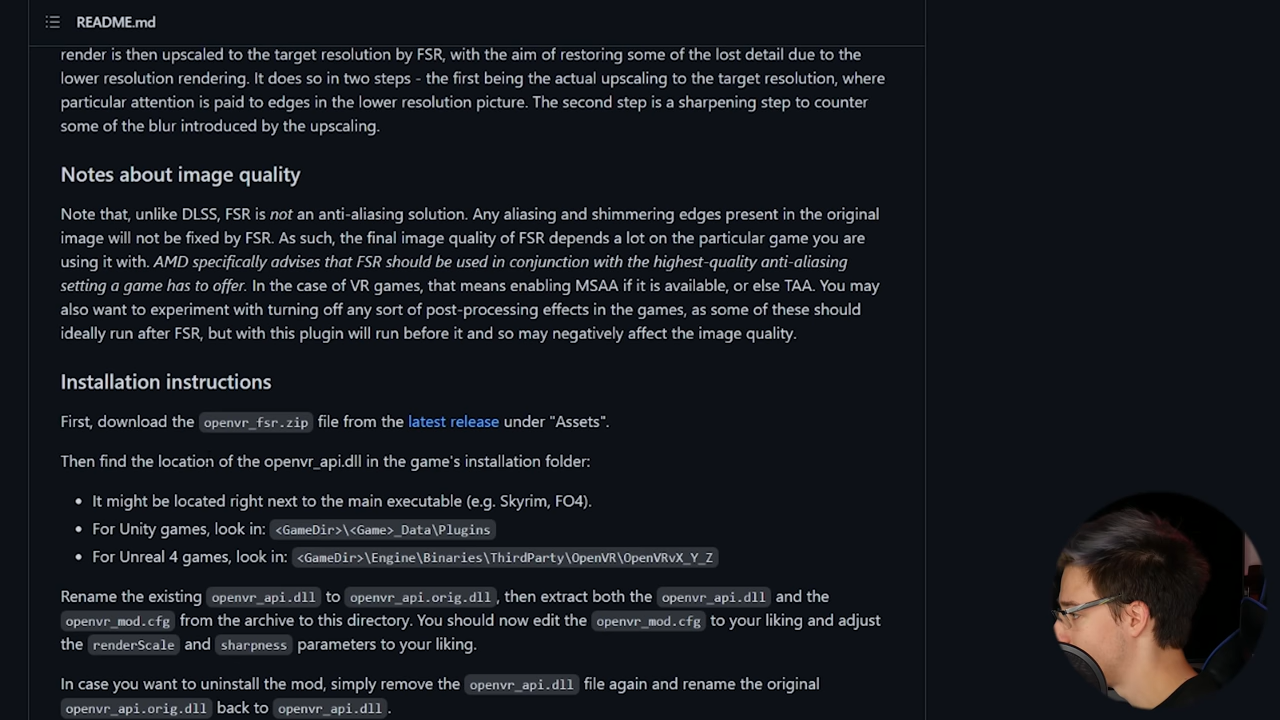 README.md
render is then upscaled to the target resolution by FSR, with the aim of restoring some of the lost detail due to the
lower resolution rendering. It does so in two steps - the first being the actual upscaling to the target resolution, where
particular attention is paid to edges in the lower resolution picture. The second step is a sharpening step to counter
some of the blur introduced by the upscaling.
Notes about image quality
Note that, unlike DLSS, FSR is not an anti-aliasing solution. Any aliasing and shimmering edges present in the original
image will not be fixed by FSR. As such, the final image quality of FSR depends a lot on the particular game you are
using it with. AMD specifically advises that FSR should be used in conjunction with the highest-quality anti-aliasing
setting a game has to offer. In the case of VR games, that means enabling MSAA if it is available, or else TAA. You may
also want to experiment with turning off any sort of post-processing effects in the games, as some of these should
ideally run after FSR, but with this plugin will run before it and so may negatively affect the image quality.
Installation instructions
First, download the openvr_fsr.zip file from the latest release under "Assets".
Then find the location of the openvr_api.dll in the game's installation folder:
• It might be located right next to the main executable (e.g. Skyrim, FO4).
• For Unity games, look in: <GameDir>\<Game>_Data\Plugins
• For Unreal 4 games, look in: <GameDir>\Engine\Binaries\ThirdParty\OpenVR\OpenVRvX_Y_Z
Rename the existing openvr_api.dll to openvr_api.orig.dll, then extract both the openvr_api.dll and the
openvr_mod.cfg from the archive to this directory. You should now edit the openvr_mod.cfg to your liking and adjust
the renderScale and sharpness parameters to your liking.
In case you want to uninstall the mod, simply remove the openvr_api.dll file again and rename the original
openvr_api.orig.dll back to openvr_api.dll.